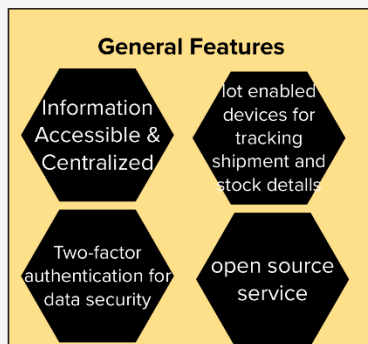 General Features
Information
Accessible &
Centralized
Iot enabled
devices for
tracking
shipment and
stock details
Two-factor
authentication for
data security
open source
service